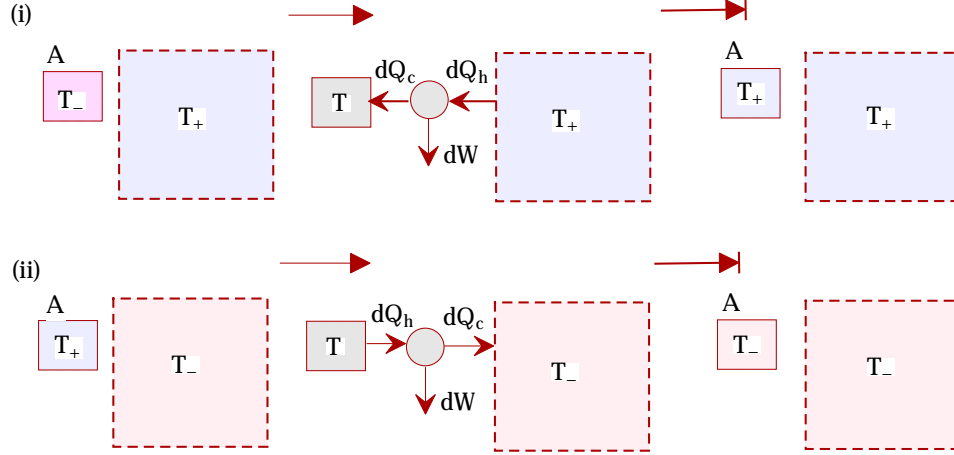 (i)
A
T₋
T₊
T
dQ_c
dQ_h
dW
T₊
A
T₊
T₊
(ii)
A
T₊
T₋
T
dQ_h
dQ_c
dW
T₋
A
T₋
T₋